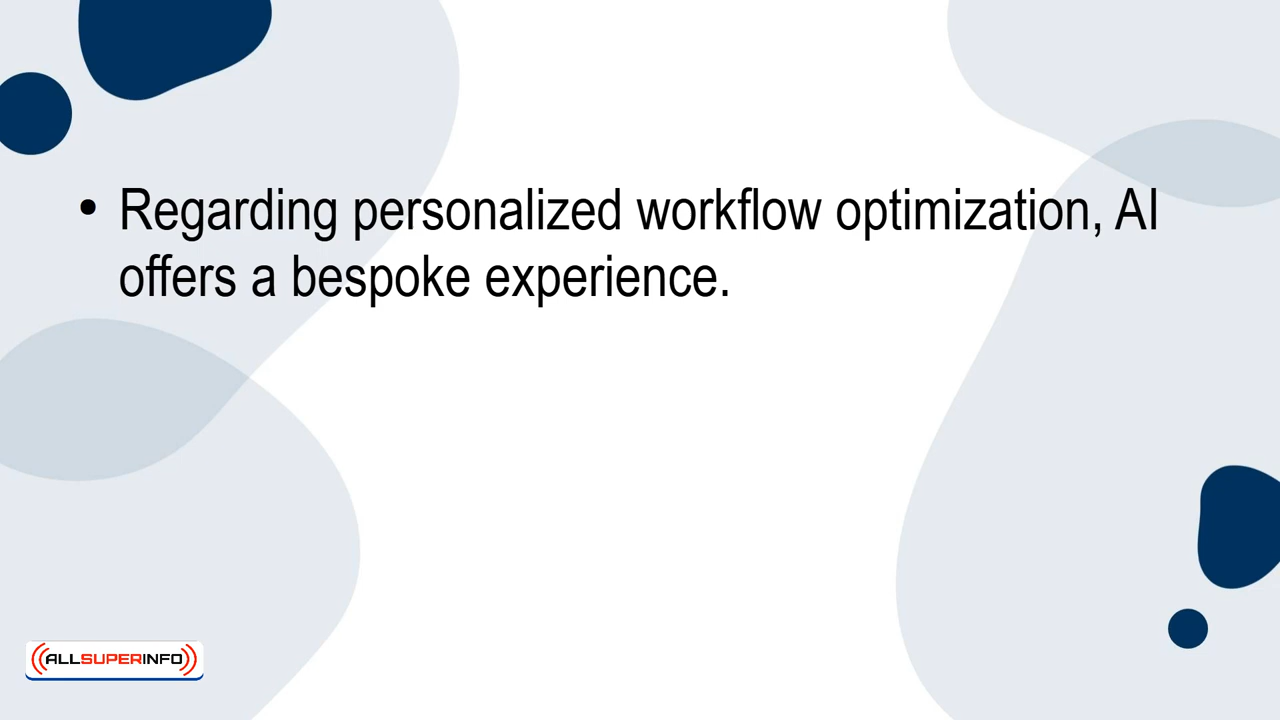 • Regarding personalized workflow optimization, AI
offers a bespoke experience.
ALLSUPERINFO